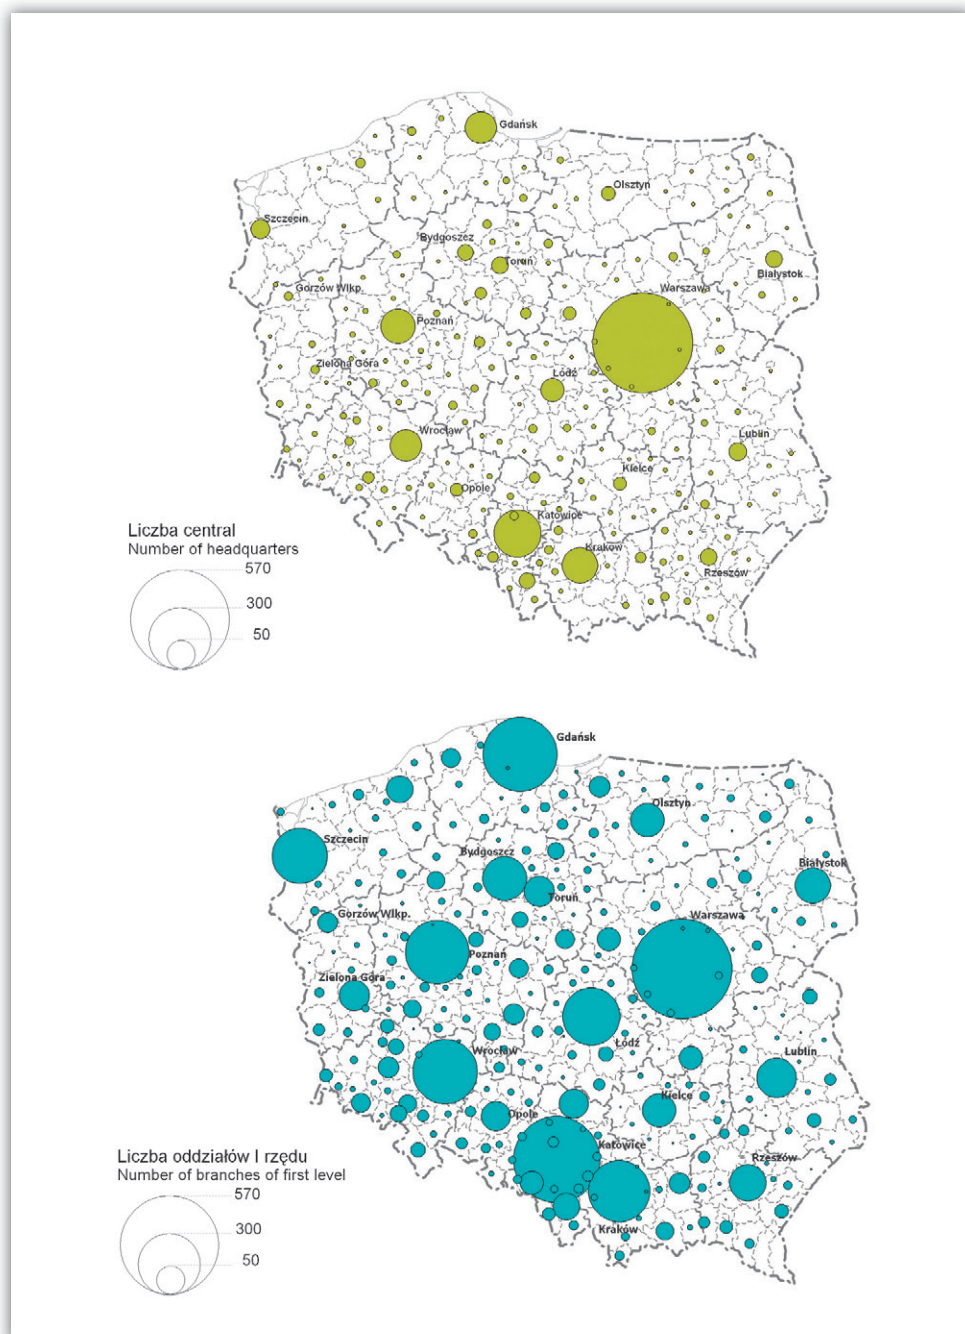 Gdańsk
Olsztyn
Szczecin
Bydgoszcz
Toruń
Białystok
Gorzów Wlkp.
Warszawa
Poznań
Zielona Góra
Łódź
Wrocław
Lublin
Kielce
Opole
Katowice
Kraków
Rzeszów
Liczba central
Number of headquarters
570
300
50
Gdańsk
Olsztyn
Szczecin
Bydgoszcz
Białystok
Toruń
Gorzów Wlkp.
Warszawa
Poznań
Zielona Góra
Łódź
Wrocław
Lublin
Kielce
Opole
Katowice
Rzeszów
Kraków
Liczba oddziałów I rzędu
Number of branches of first level
570
300
50